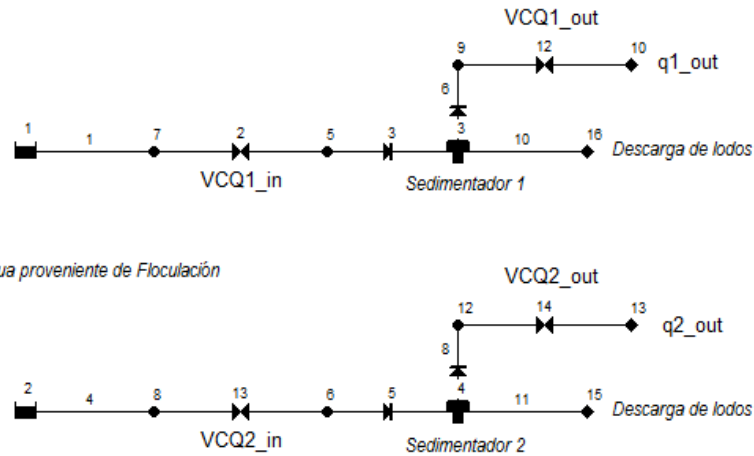 VCQ1_out
9 12 10 q1_out
6
1 1 7 2 5 3 3 10 16 Descarga de lodos
VCQ1_in Sedimentador 1
proveniente de Floculación
VCQ2_out
12 14 13 q2_out
8
2 4 8 13 6 5 4 11 15 Descarga de lodos
VCQ2_in Sedimentador 2